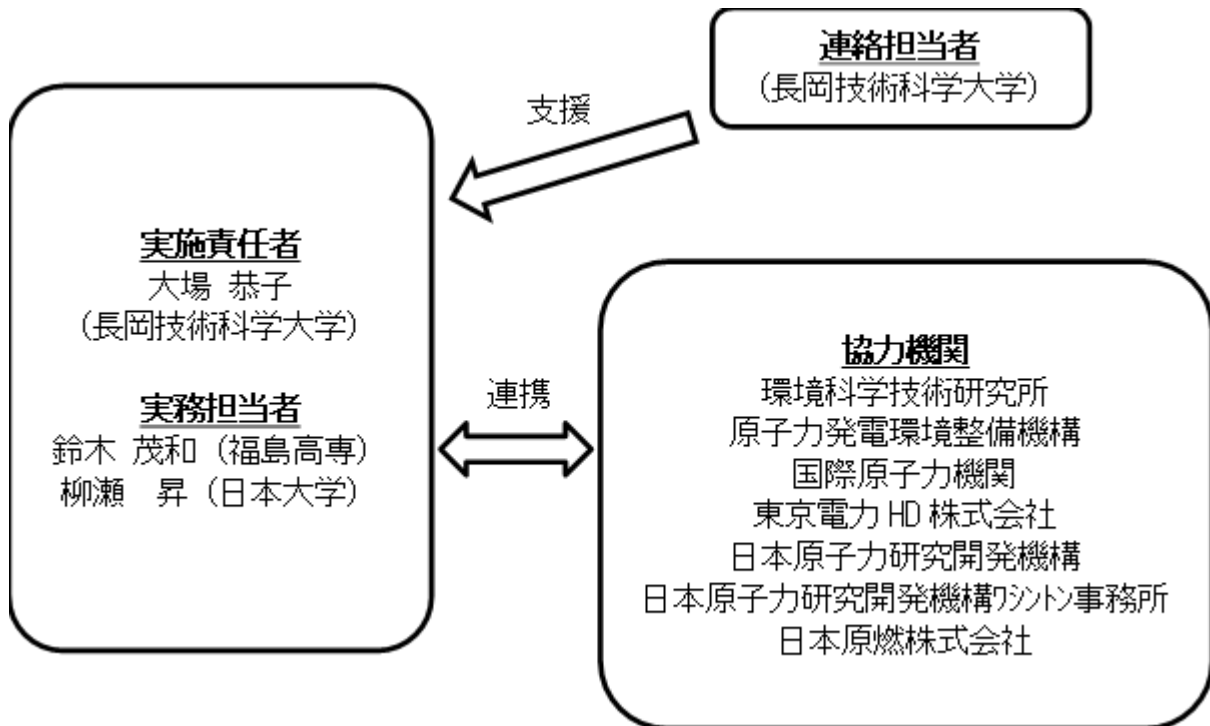 連絡担当者
(長岡技術科学大学)
支援
実施責任者
大場 恭子
(長岡技術科学大学)
実務担当者
鈴木 茂和（福島高専）
柳瀬　昇（日本大学）
連携
協力機関
環境科学技術研究所
原子力発電環境整備機構
国際原子力機関
東京電力 HD 株式会社
日本原子力研究開発機構
日本原子力研究開発機構ﾜｼﾝﾄﾝ事務所
日本原燃株式会社